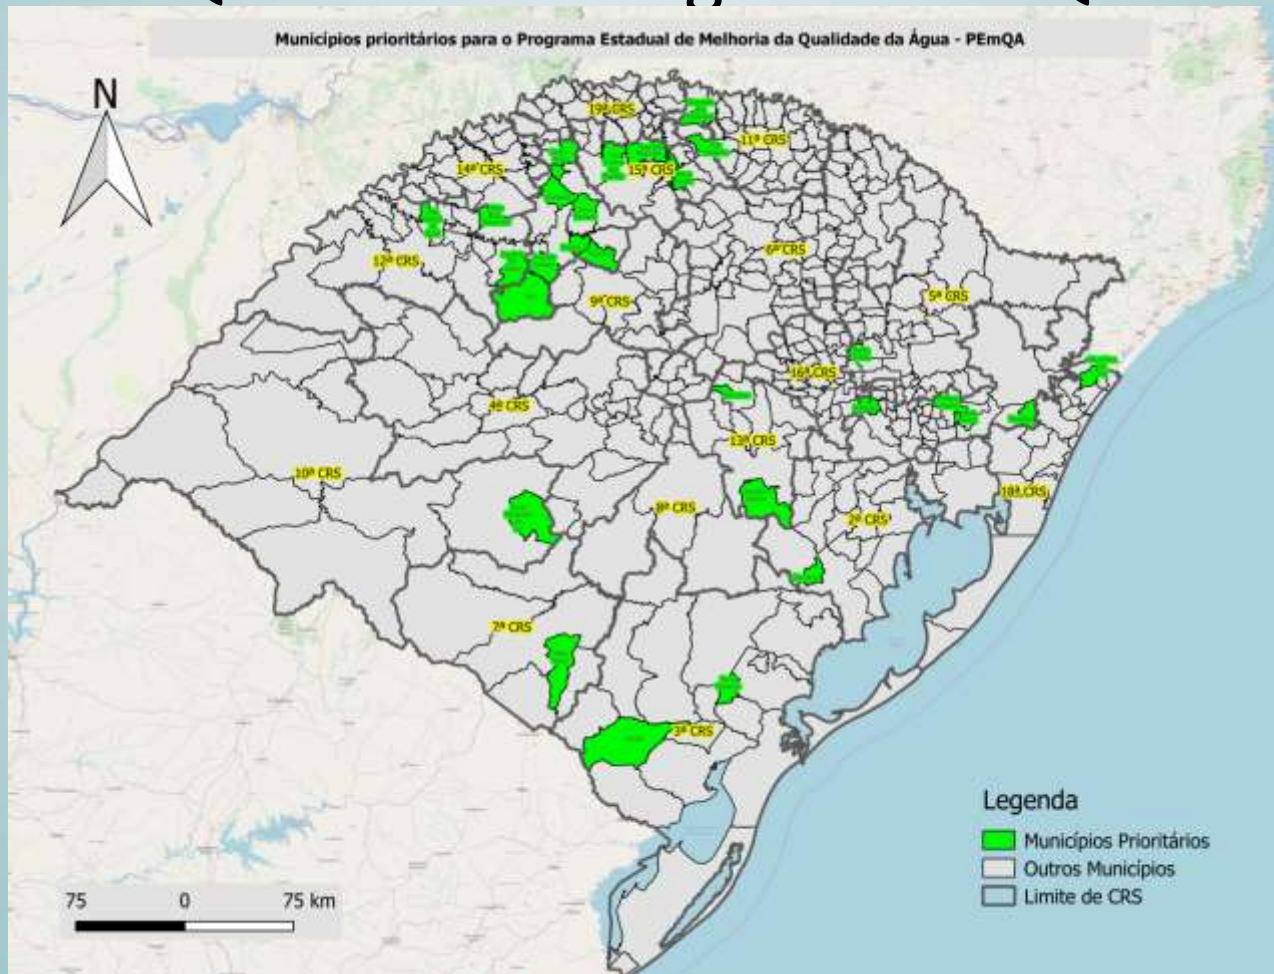 Municípios prioritários para o Programa Estadual de Melhoria da Qualidade da Água - PEmQA
N
19ª CRS
11ª CRS
14ª CRS
15ª CRS
6ª CRS
12ª CRS
5ª CRS
9ª CRS
16ª CRS
4ª CRS
13ª CRS
10ª CRS
18ª CRS
8ª CRS
2ª CRS
7ª CRS
3ª CRS
Legenda
Municípios Prioritários
Outros Municípios
Limite de CRS
75 0 75 km